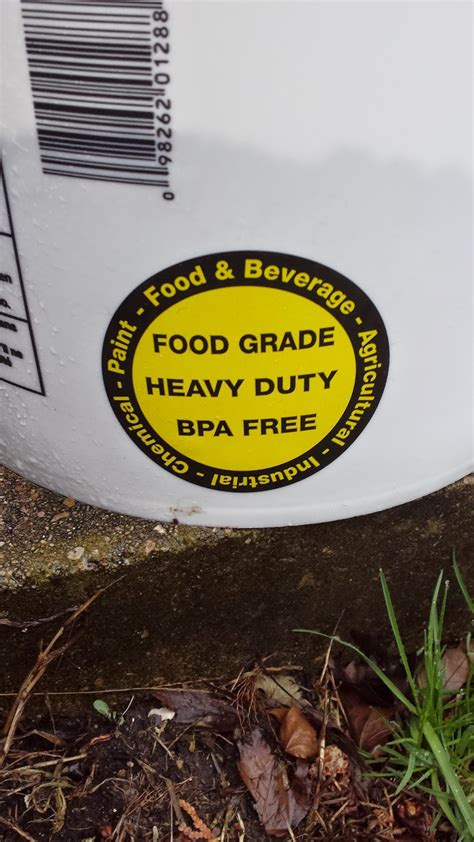 0 98262 01288
Chemical - Paint - Food & Beverage - Agricultural - Industrial -
FOOD GRADE
HEAVY DUTY
BPA FREE